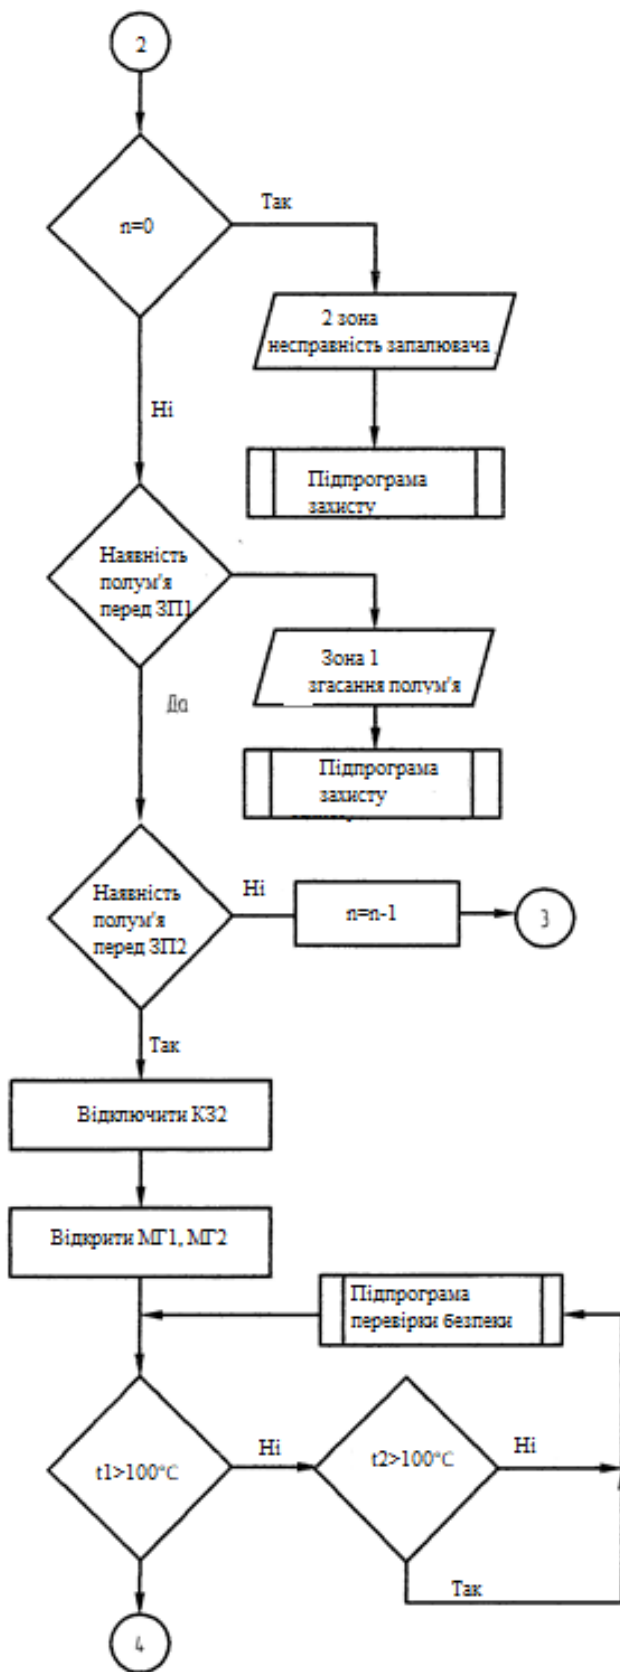 2
n=0
Так
2 зона
несправність запалювача
Ні
Підпрограма
захисту
Наявність
полум'я
перед ЗП1
Зона 1
згасання полум'я
До
Підпрограма
захисту
Наявність
полум'я
перед ЗП2
Ні
n=n-1
3
Так
Відключити КЗ2
Відкрити МГ1, МГ2
Підпрограма
перевірки безпеки
t1>100°C
Ні
t2>100°C
Ні
Так
4